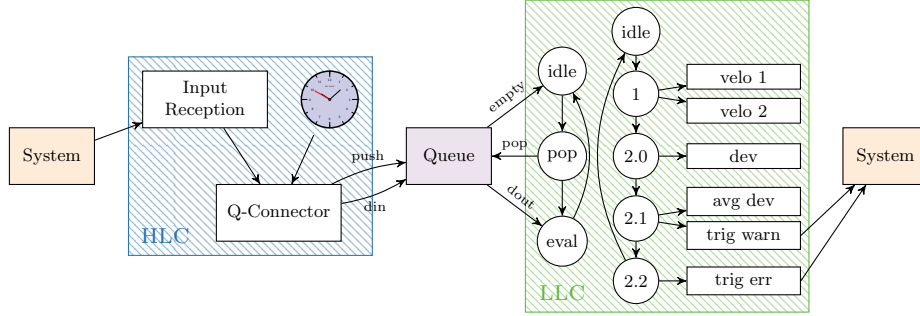 System
Input
Reception
Q-Connector
HLC
push
din
Queue
empty
pop
dout
idle
pop
eval
LLC
idle
1
2.0
2.1
2.2
velo 1
velo 2
dev
avg dev
trig warn
trig err
System